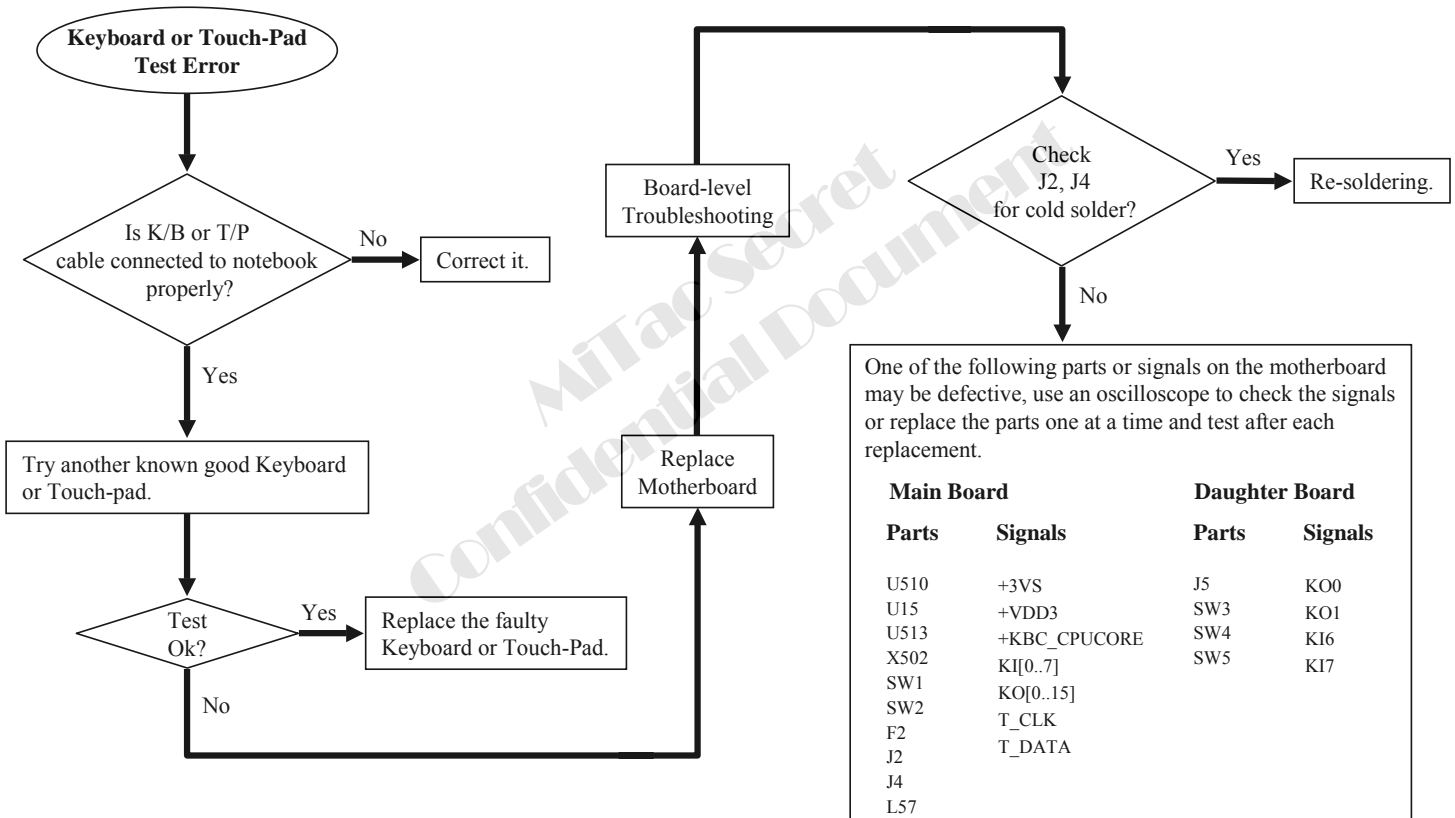 Keyboard or Touch-Pad
Test Error
Is K/B or T/P
cable connected to notebook
properly?
No
Correct it.
Yes
Try another known good Keyboard
or Touch-pad.
Test
Ok?
Yes
Replace the faulty
Keyboard or Touch-Pad.
No
Replace
Motherboard
Board-level
Troubleshooting
Check
J2, J4
for cold solder?
Yes
Re-soldering.
No
One of the following parts or signals on the motherboard
may be defective, use an oscilloscope to check the signals
or replace the parts one at a time and test after each
replacement.
Main Board
Parts
U510
U15
U513
X502
SW1
SW2
F2
J2
J4
L57
Signals
+3VS
+VDD3
+KBC_CPUCORE
KI[0..7]
KO[0..15]
T_CLK
T_DATA
Daughter Board
Parts
J5
SW3
SW4
SW5
Signals
KO0
KO1
KI6
KI7
MiTac Secret
Confidential Document